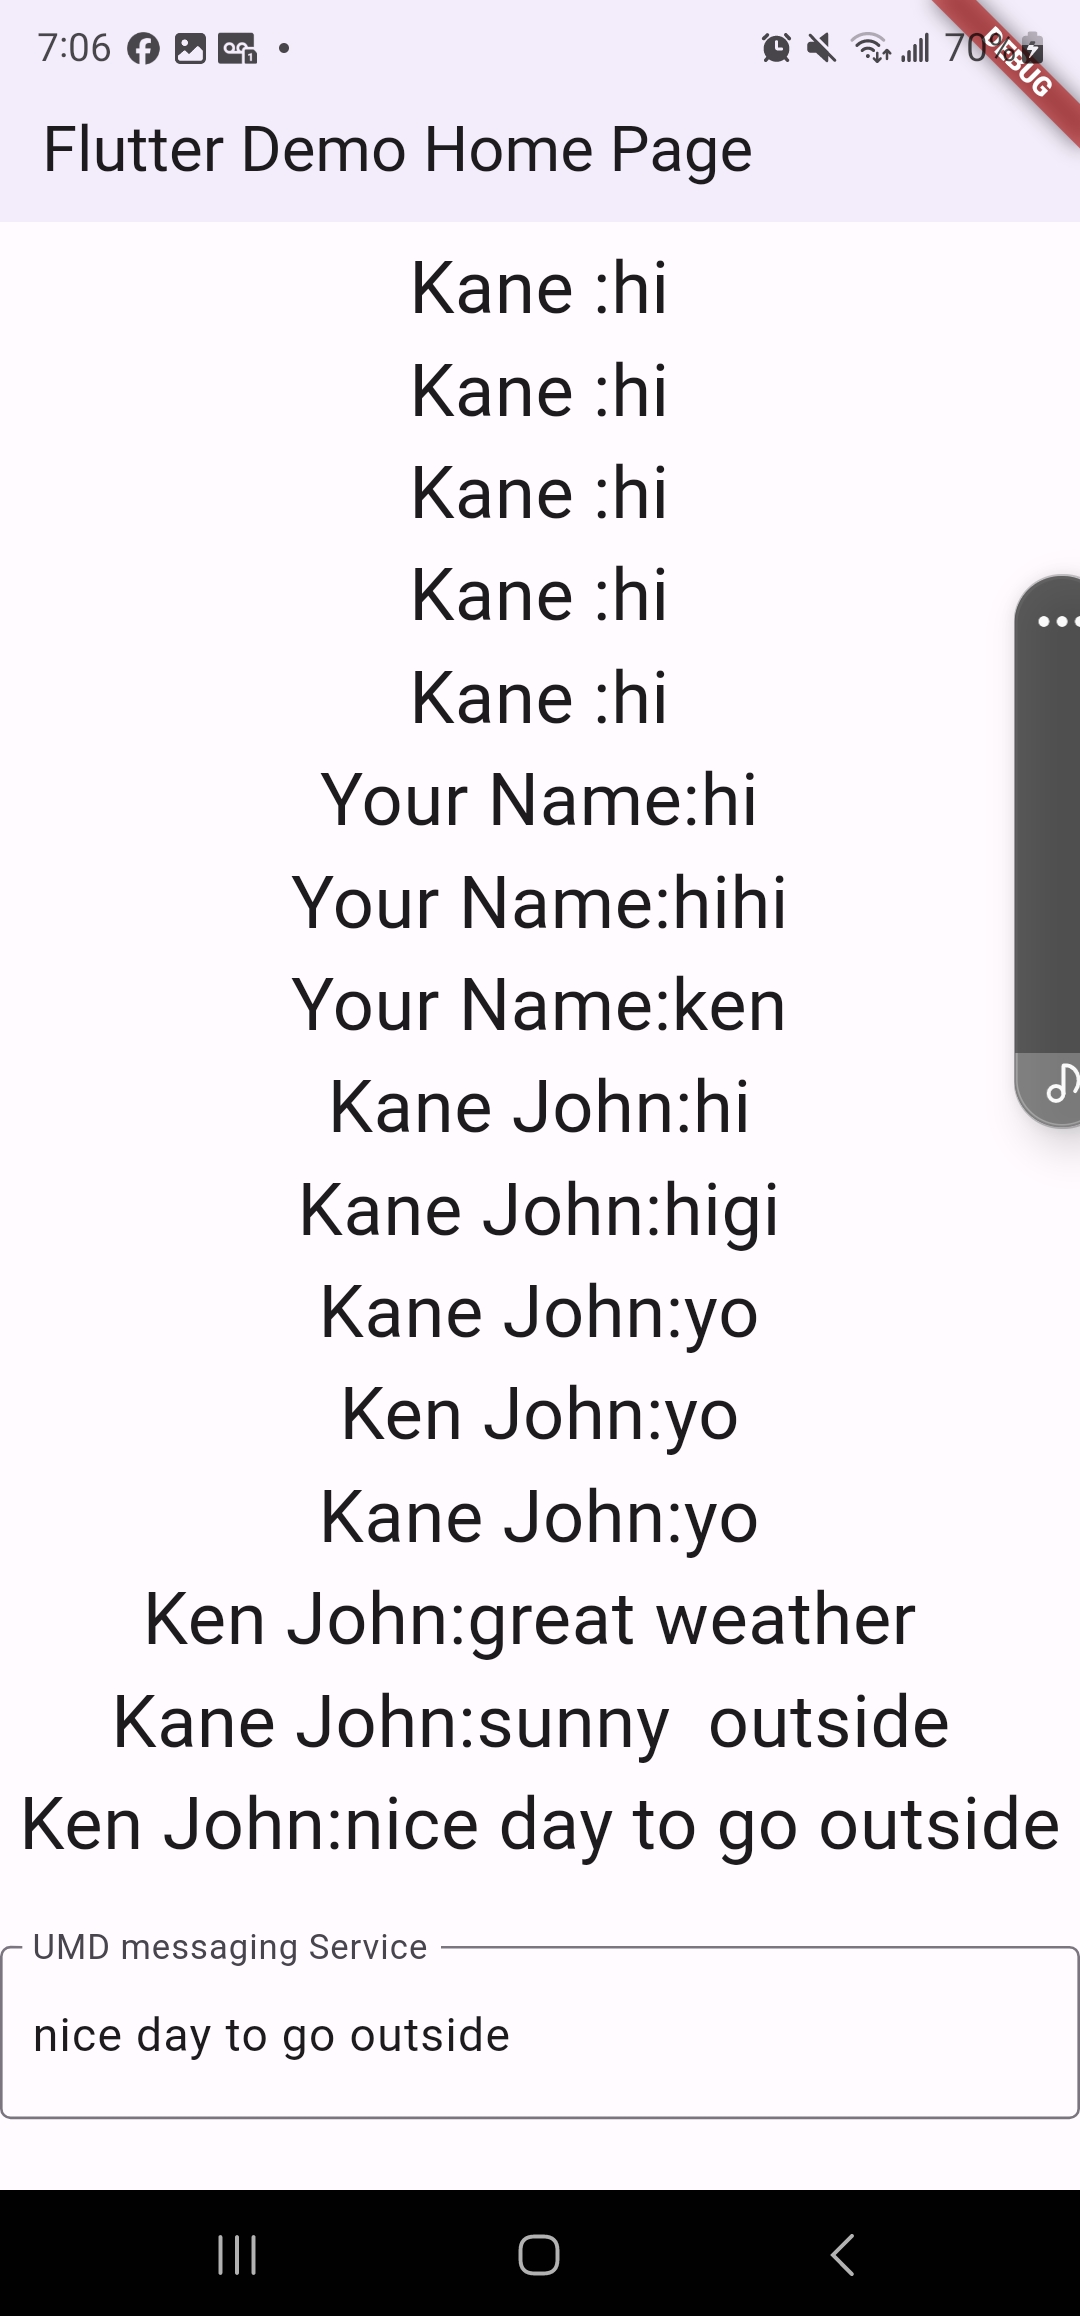 7:06
70%
DEBUG
Flutter Demo Home Page
Kane :hi
Kane :hi
Kane :hi
Kane :hi
Kane :hi
Your Name:hi
Your Name:hihi
Your Name:ken
Kane John:hi
Kane John:higi
Kane John:yo
Ken John:yo
Kane John:yo
Ken John:great weather
Kane John:sunny  outside
Ken John:nice day to go outside
UMD messaging Service
nice day to go outside